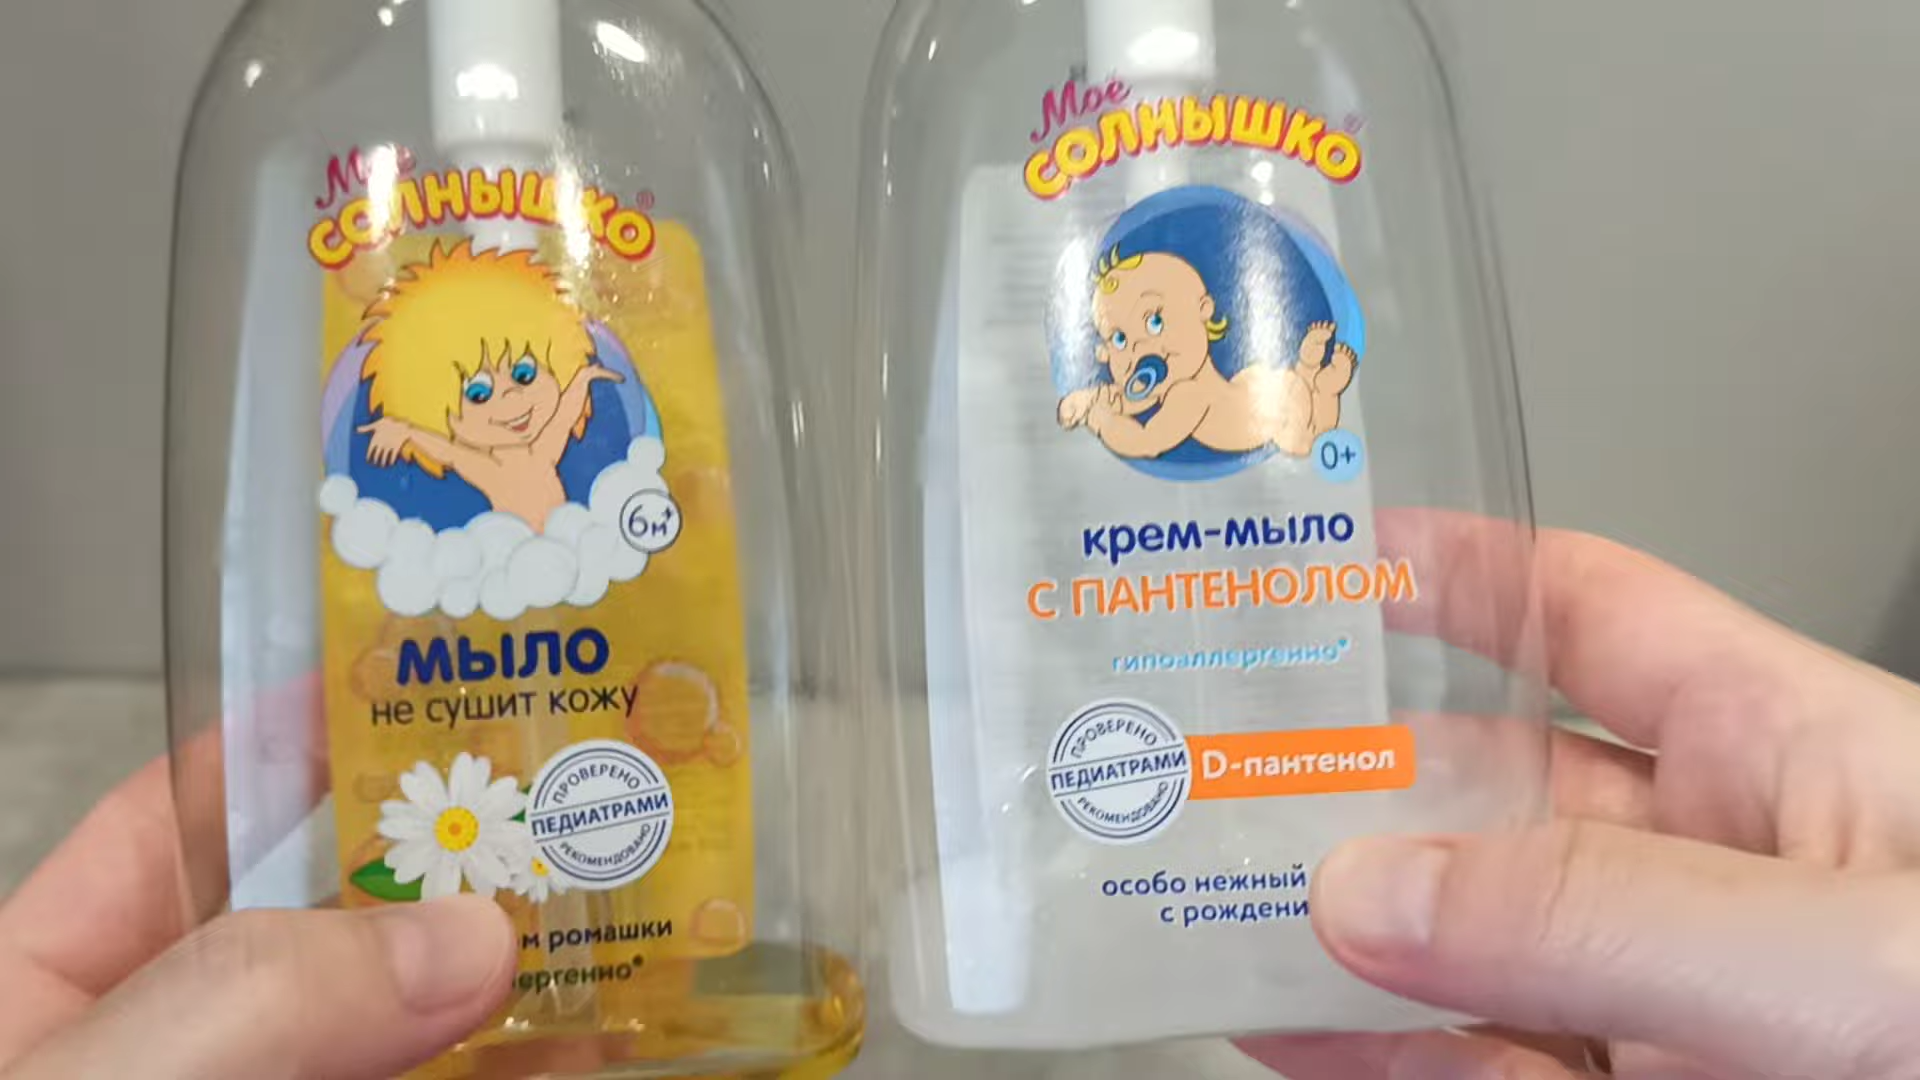 Моё
СОЛНЫШКО®
6м+
МЫЛО
не сушит кожу
ПРОВЕРЕНО
ПЕДИАТРАМИ
РЕКОМЕНДОВАНО
ромашки
Моё
СОЛНЫШКО®
0+
крем-мыло
С ПАНТЕНОЛОМ
гипоаллергенно*
ПРОВЕРЕНО
ПЕДИАТРАМИ
РЕКОМЕНДОВАНО
D-пантенол
особо нежный
с